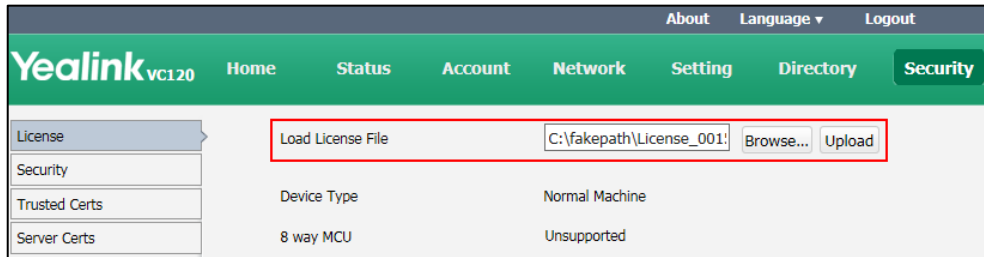 About Language ▾ Logout
Yealink VC120 Home Status Account Network Setting Directory Security
License
Load License File C:\fakepath\License_001 Browse... Upload
Security
Device Type Normal Machine
Trusted Certs
Server Certs 8 way MCU Unsupported